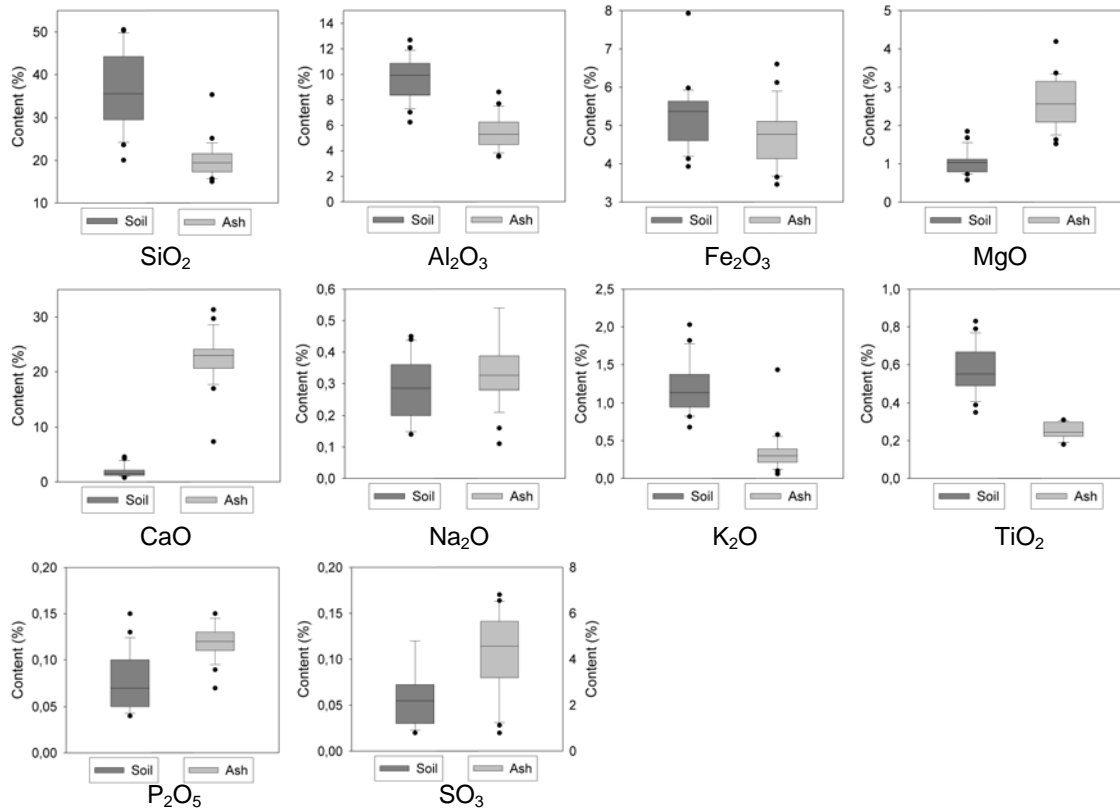 Content (%)
50
40
30
20
10
Soil
Ash
SiO₂
Content (%)
14
12
10
8
6
4
2
0
Soil
Ash
Al₂O₃
Content (%)
8
7
6
5
4
3
Soil
Ash
Fe₂O₃
Content (%)
5
4
3
2
1
0
Soil
Ash
MgO
Content (%)
30
20
10
0
Soil
Ash
CaO
Content (%)
0,6
0,5
0,4
0,3
0,2
0,1
0,0
Soil
Ash
Na₂O
Content (%)
2,5
2,0
1,5
1,0
0,5
0,0
Soil
Ash
K₂O
Content (%)
1,0
0,8
0,6
0,4
0,2
0,0
Soil
Ash
TiO₂
Content (%)
0,20
0,15
0,10
0,05
0,00
Soil
Ash
P₂O₅
Content (%)
0,20
0,15
0,10
0,05
0,00
8
6
4
2
0
Content (%)
Soil
Ash
SO₃